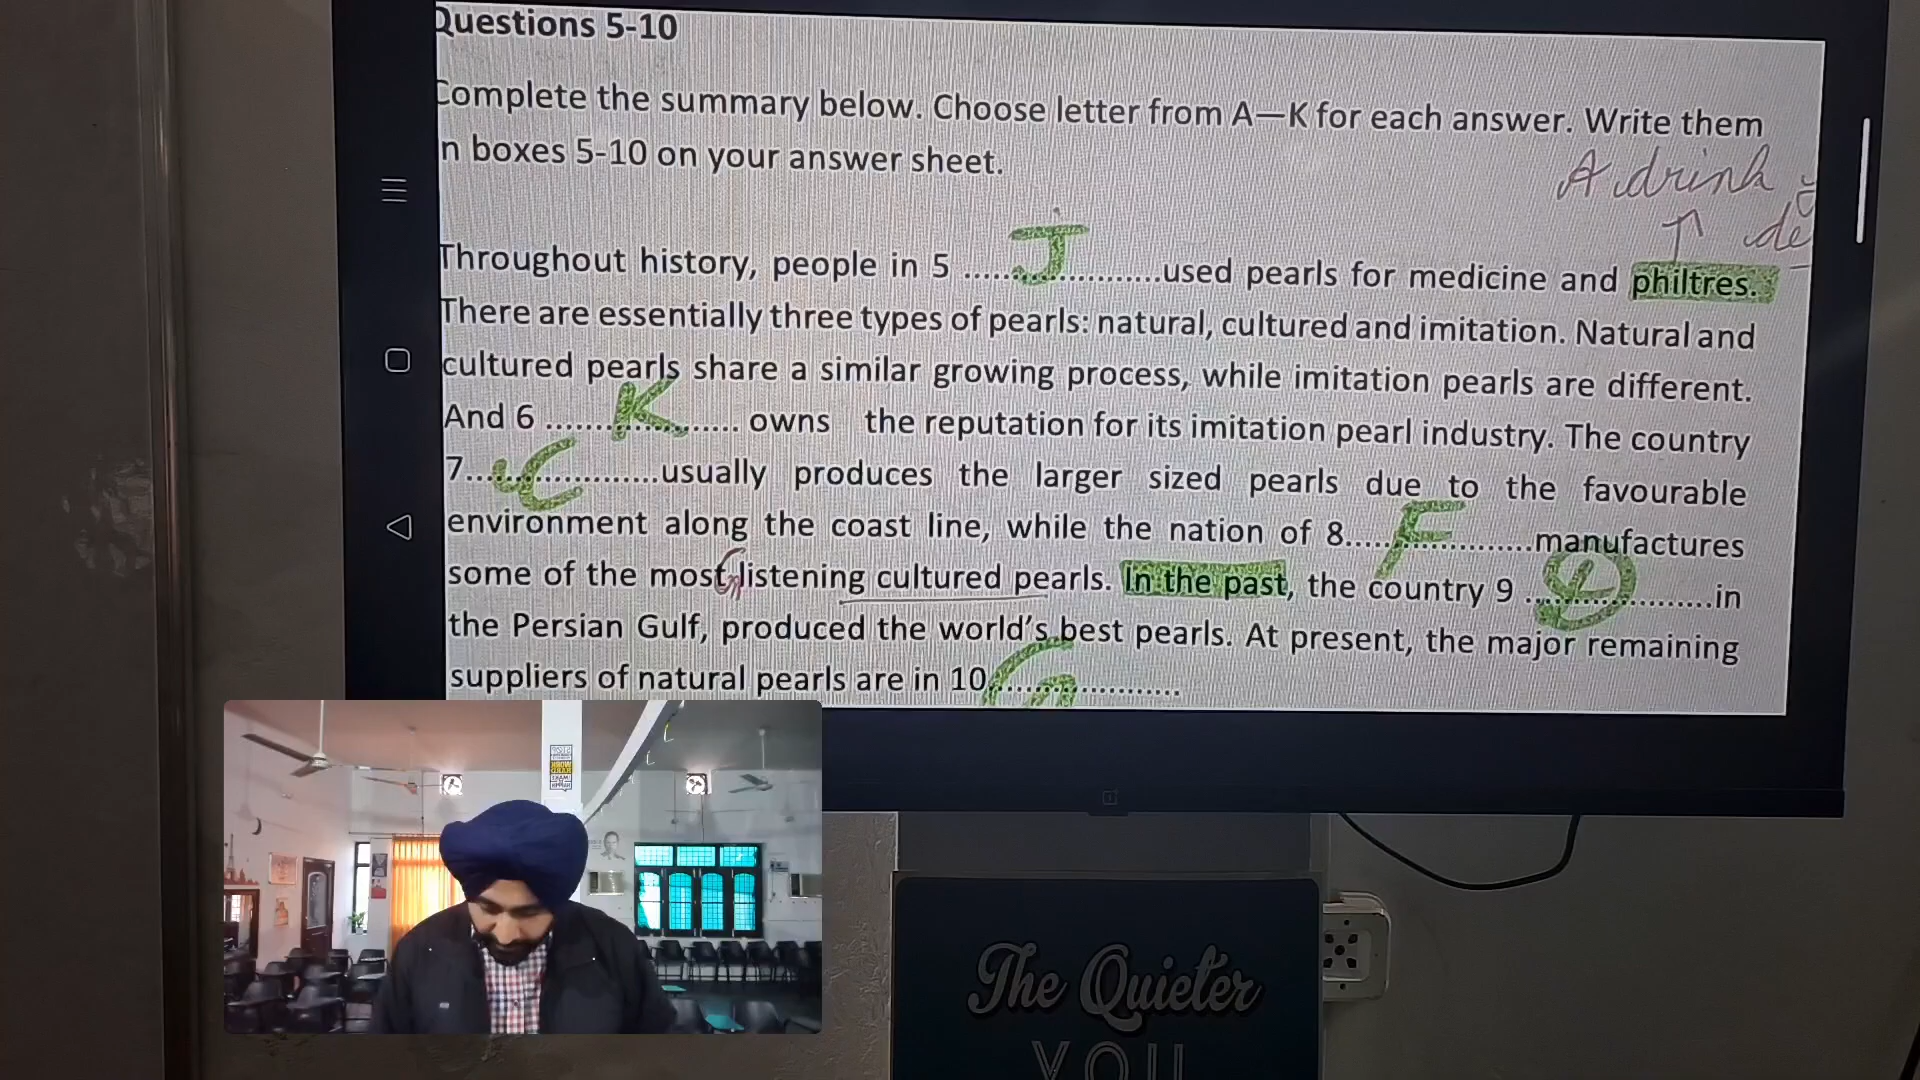 Questions 5-10
Complete the summary below. Choose letter from A—K for each answer. Write them
n boxes 5-10 on your answer sheet.
A drink
de
Throughout history, people in 5 ......J............used pearls for medicine and philtres.
There are essentially three types of pearls: natural, cultured and imitation. Natural and
cultured pearls share a similar growing process, while imitation pearls are different.
And 6 .......K.......... owns the reputation for its imitation pearl industry. The country
7...C...............usually produces the larger sized pearls due to the favourable
environment along the coast line, while the nation of 8.....F............manufactures
some of the most Glistening cultured pearls. In the past, the country 9 ....D..............in
the Persian Gulf, produced the world's best pearls. At present, the major remaining
suppliers of natural pearls are in 10....................
The Quieter
YOU